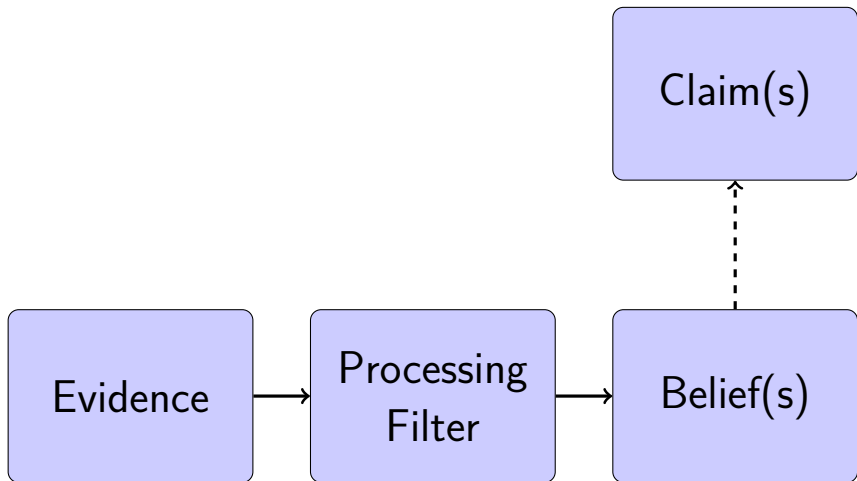 Claim(s)
Evidence
Processing
Filter
Belief(s)